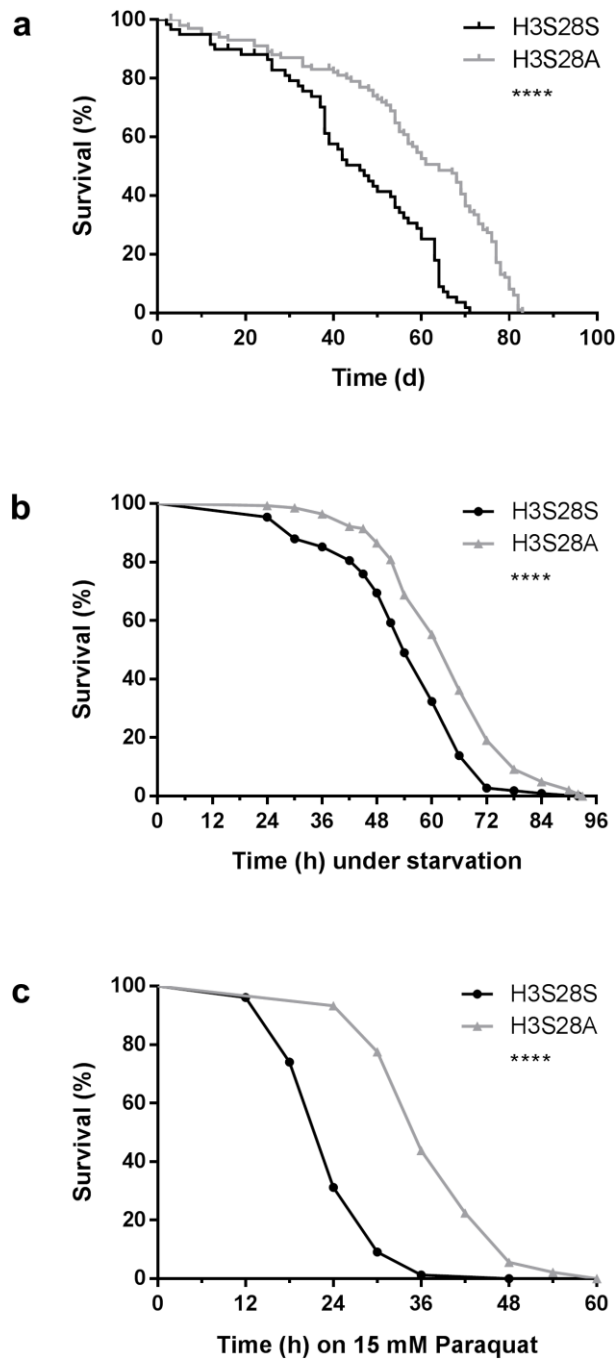 a
H3S28S
H3S28A
****
Survival (%)
100
80
60
40
20
0
0 20 40 60 80 100
Time (d)
b
H3S28S
H3S28A
****
Survival (%)
100
80
60
40
20
0
0 12 24 36 48 60 72 84 96
Time (h) under starvation
c
H3S28S
H3S28A
****
Survival (%)
100
80
60
40
20
0
0 12 24 36 48 60
Time (h) on 15 mM Paraquat